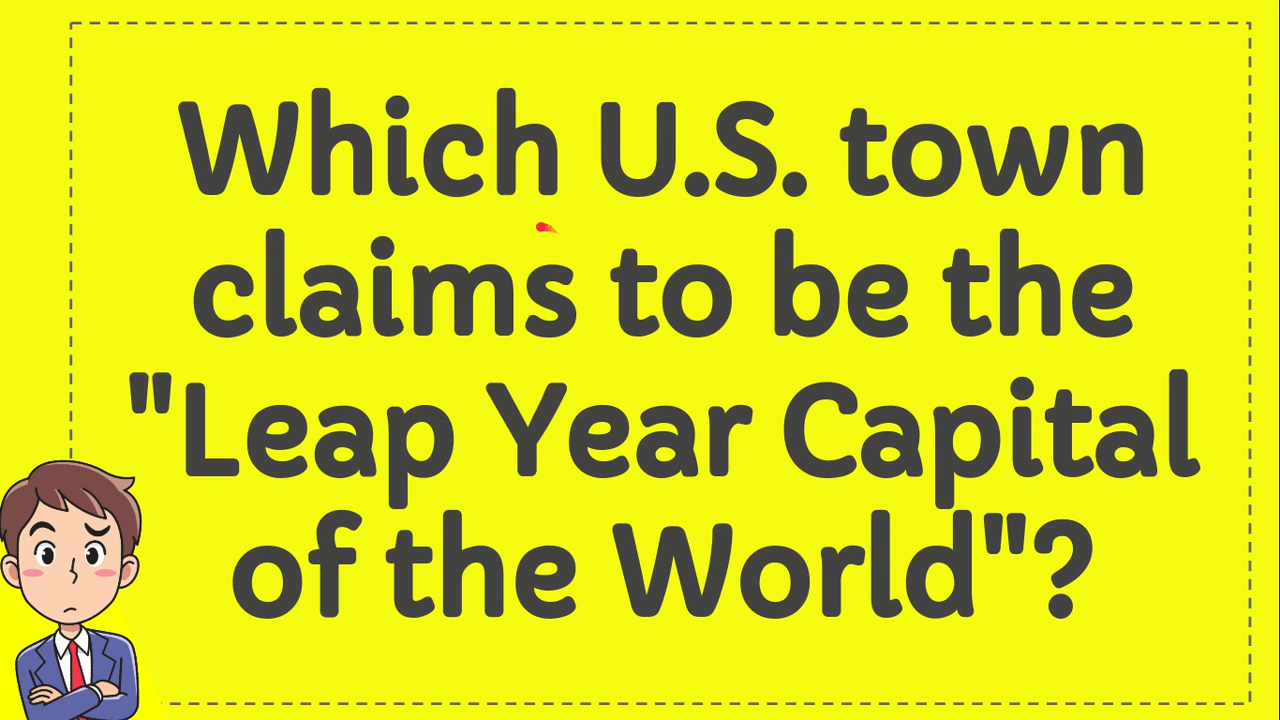 Which U.S. town
claims to be the
"Leap Year Capital
of the World"?